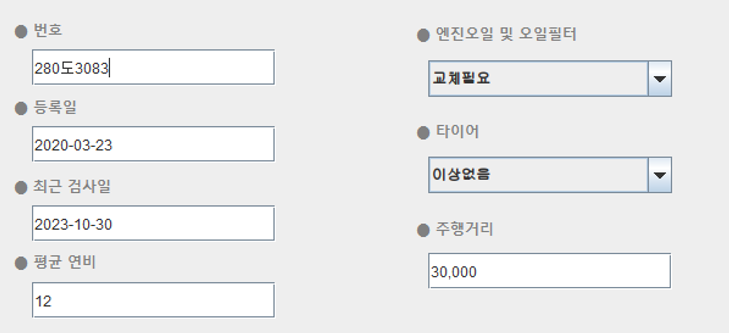 ● 번호
280도3083
● 등록일
2020-03-23
● 최근 검사일
2023-10-30
● 평균 연비
12
● 엔진오일 및 오일필터
교체필요
● 타이어
이상없음
● 주행거리
30,000